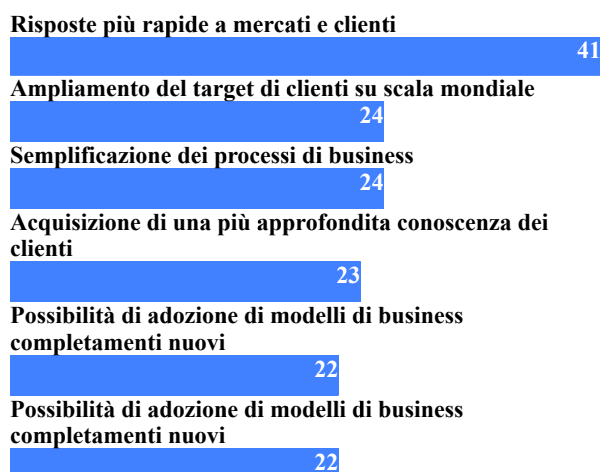 Risposte più rapide a mercati e clienti
41
Ampliamento del target di clienti su scala mondiale
24
Semplificazione dei processi di business
24
Acquisizione di una più approfondita conoscenza dei
clienti
23
Possibilità di adozione di modelli di business
completamenti nuovi
22
Possibilità di adozione di modelli di business
completamenti nuovi
22